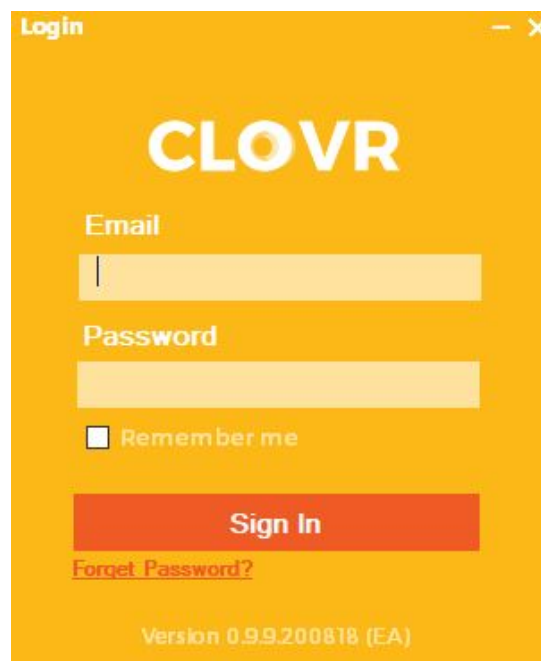 Login
CLOVR
Email
Password
Remember me
Sign In
Forget Password?
Version 0.9.9.200818 (EA)